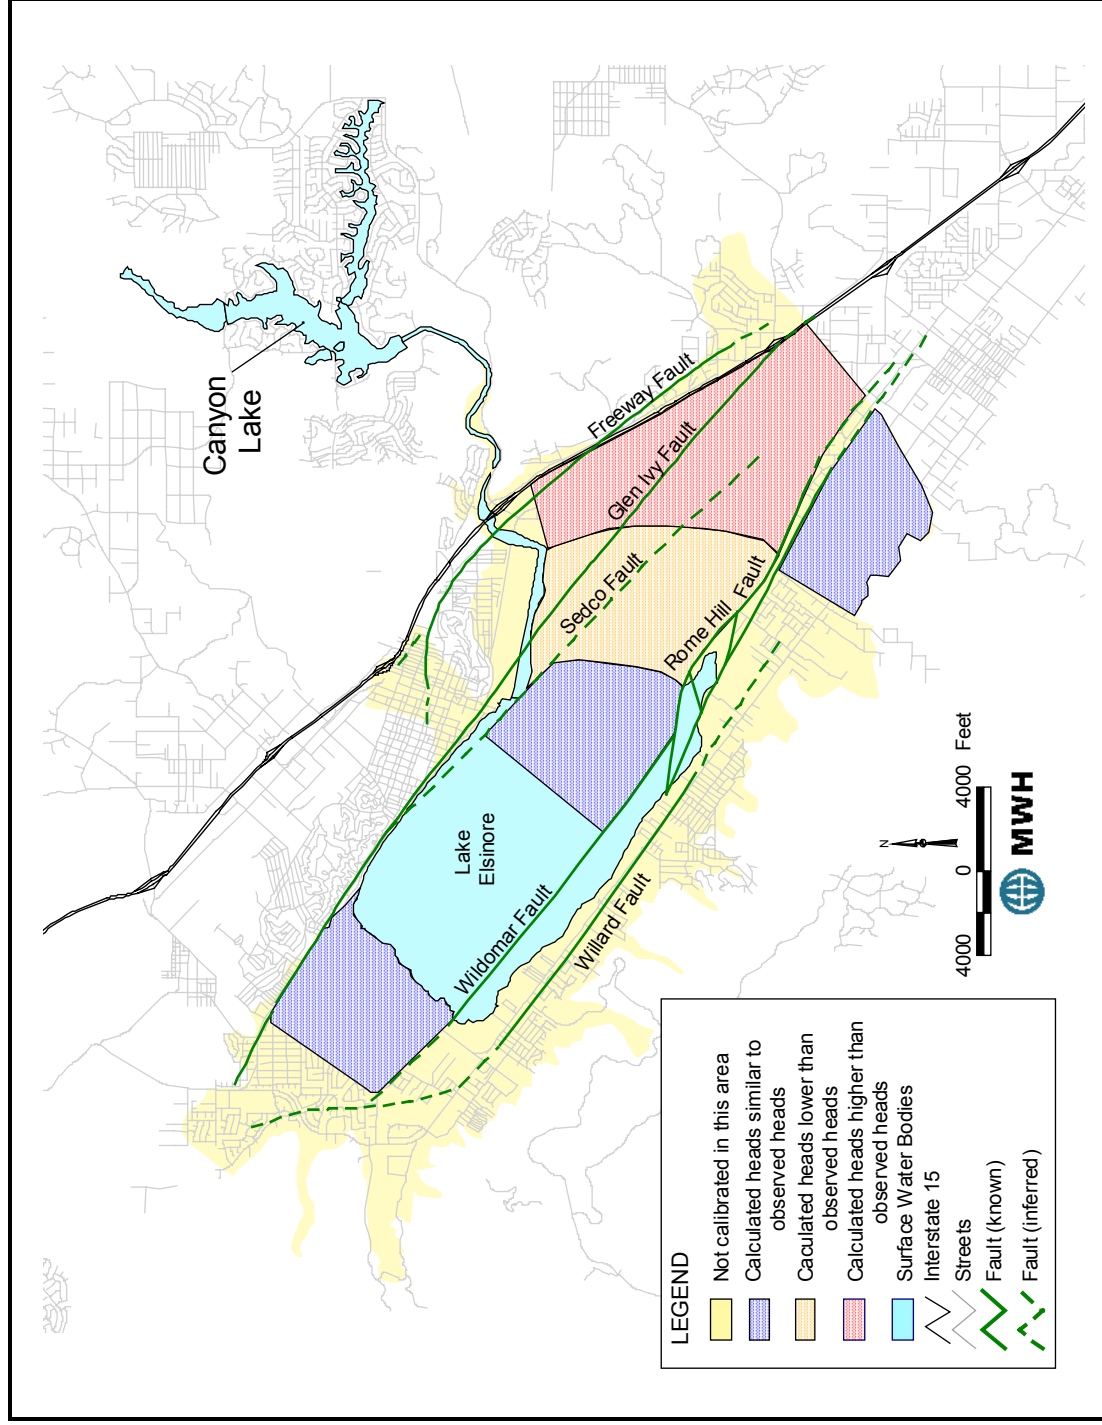 Canyon
Lake
Freeway Fault
Glen Ivy Fault
Sedco Fault
Rome Hill Fault
Lake
Elsinore
Wildomar Fault
Willard Fault
N
4000 0 4000 Feet
MWH
LEGEND
Not calibrated in this area
Calculated heads similar to
observed heads
Caculated heads lower than
observed heads
Calculated heads higher than
observed heads
Surface Water Bodies
Interstate 15
Streets
Fault (known)
Fault (inferred)